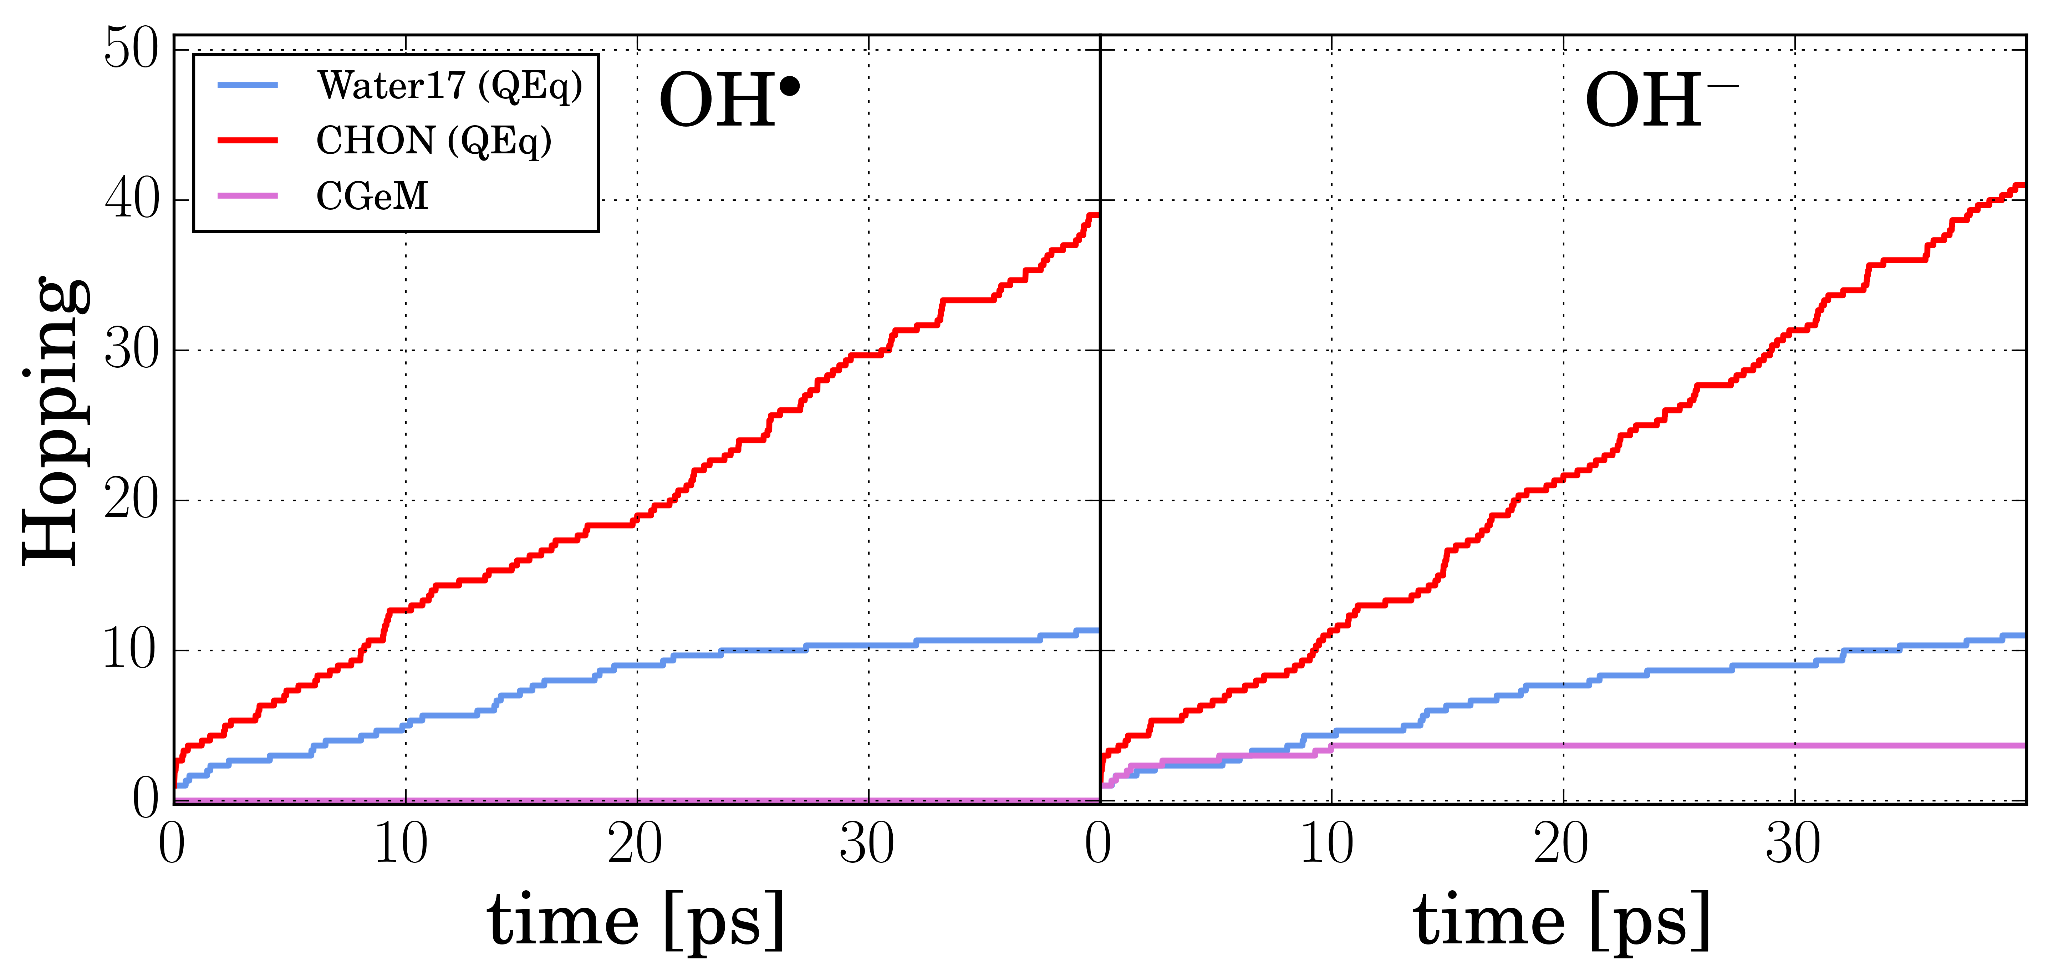 50
40
30
20
10
0
Hopping
Water17 (QEq)
CHON (QEq)
CGeM
OH•
OH−
0 10 20 30 0 10 20 30
time [ps] time [ps]